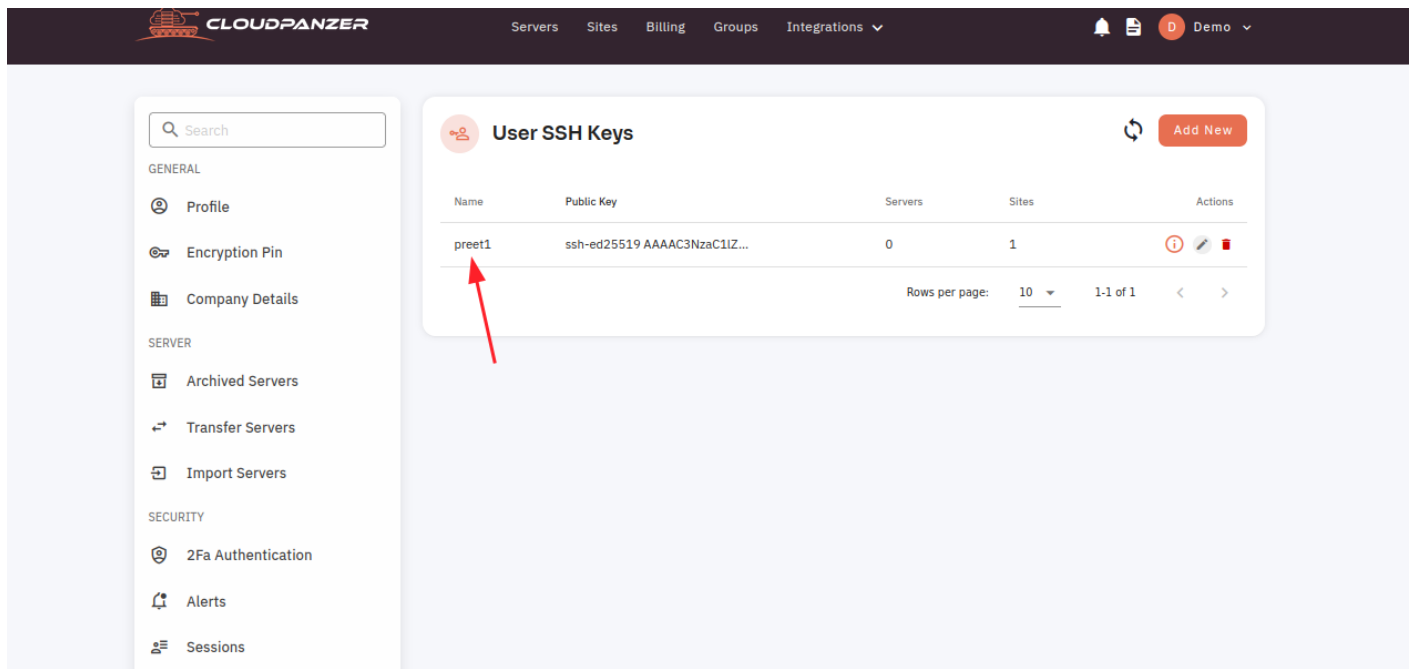 CLOUDPANZER
Servers Sites Billing Groups Integrations
D Demo
Search
GENERAL
Profile
Encryption Pin
Company Details
SERVER
Archived Servers
Transfer Servers
Import Servers
SECURITY
2Fa Authentication
Alerts
Sessions
User SSH Keys
Add New
Name Public Key Servers Sites Actions
preet1 ssh-ed25519 AAAAC3NzaC1lZ... 0 1
Rows per page: 10 1-1 of 1